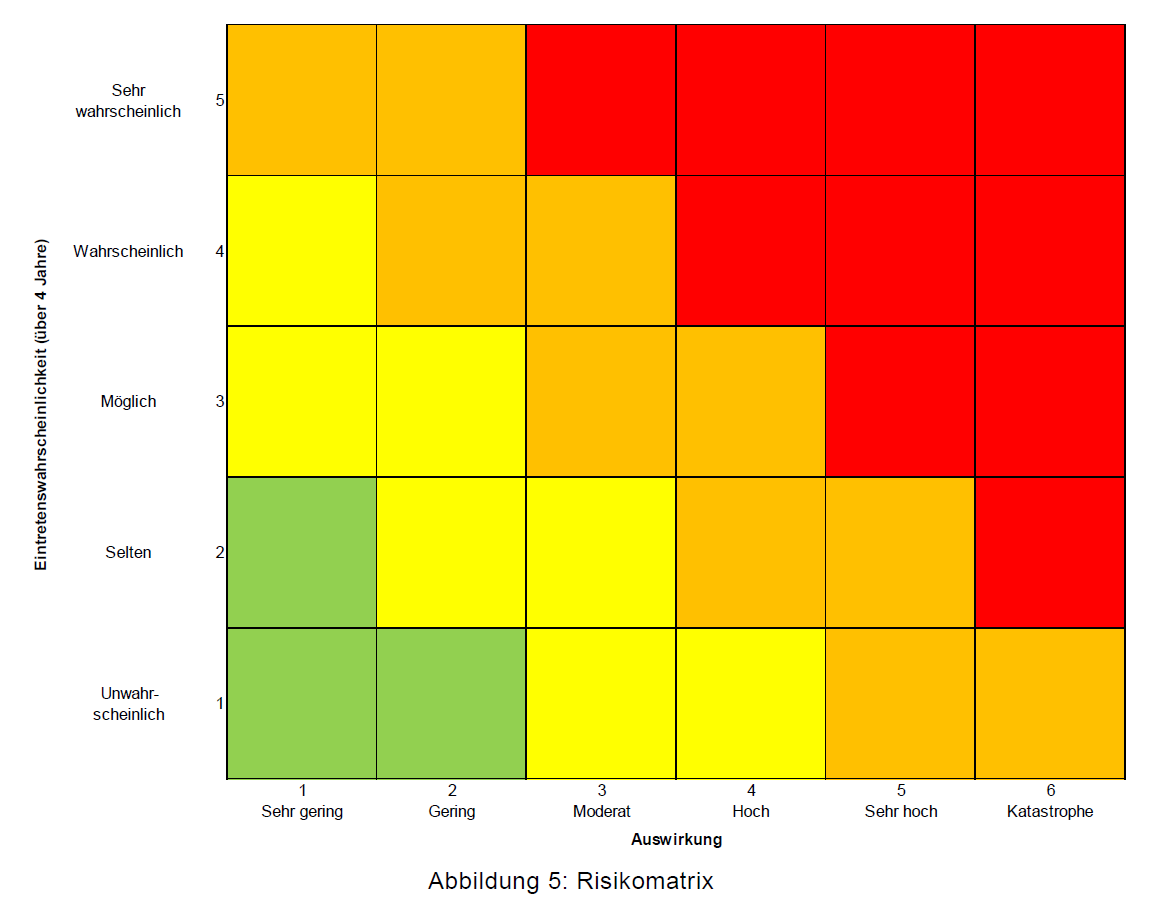 Sehr
wahrscheinlich
5
Wahrscheinlich
4
Eintretenswahrscheinlichkeit (über 4 Jahre)
Möglich
3
Selten
2
Unwahr-
scheinlich
1
1
2
3
4
5
6
Sehr gering
Gering
Moderat
Hoch
Sehr hoch
Katastrophe
Auswirkung
Abbildung 5: Risikomatrix